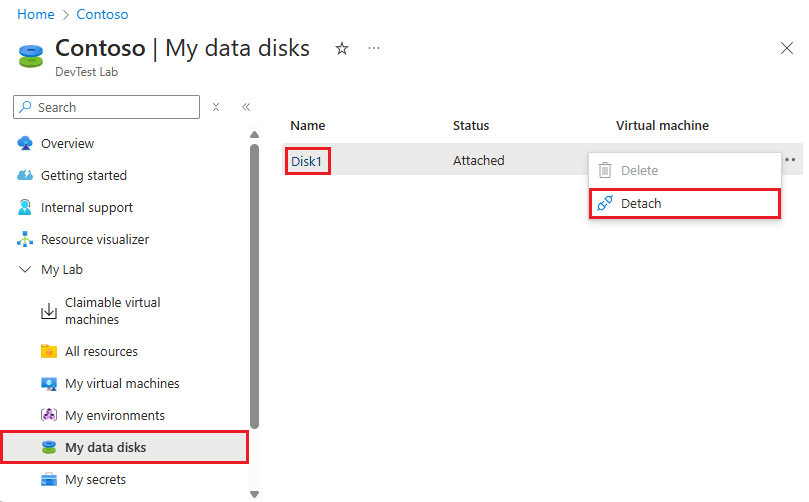 Home > Contoso
Contoso | My data disks
DevTest Lab
Search
Overview
Getting started
Internal support
Resource visualizer
My Lab
Claimable virtual
machines
All resources
My virtual machines
My environments
My data disks
My secrets
Name Status Virtual machine
Disk1 Attached
Delete
Detach